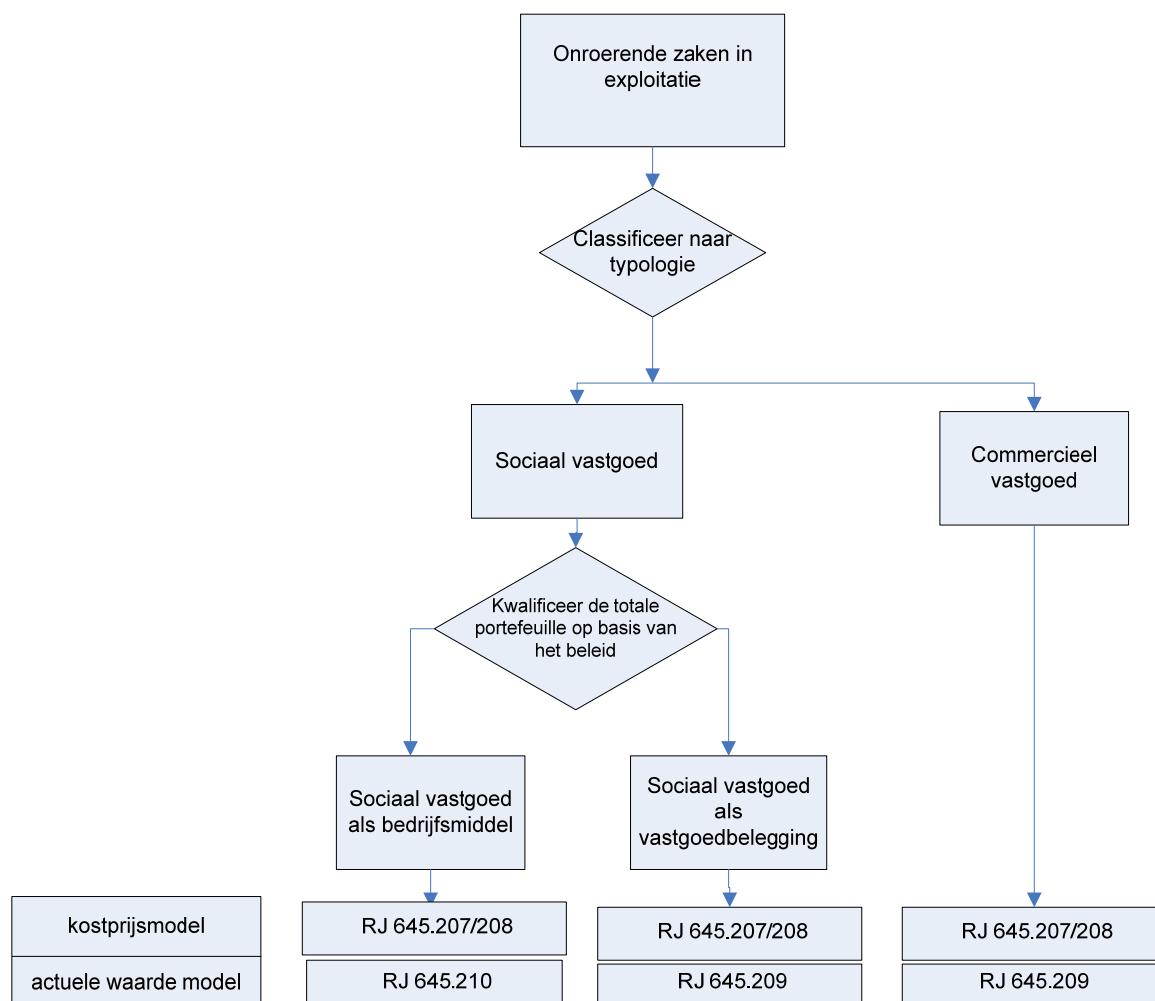 Onroerende zaken in
exploitatie
Classificeer naar
typologie
Sociaal vastgoed
Commercieel
vastgoed
Kwalificeer de totale
portefeuille op basis van
het beleid
Sociaal vastgoed
als bedrijfsmiddel
Sociaal vastgoed
als
vastgoedbelegging
kostprijsmodel
RJ 645.207/208
RJ 645.207/208
RJ 645.207/208
actuele waarde model
RJ 645.210
RJ 645.209
RJ 645.209